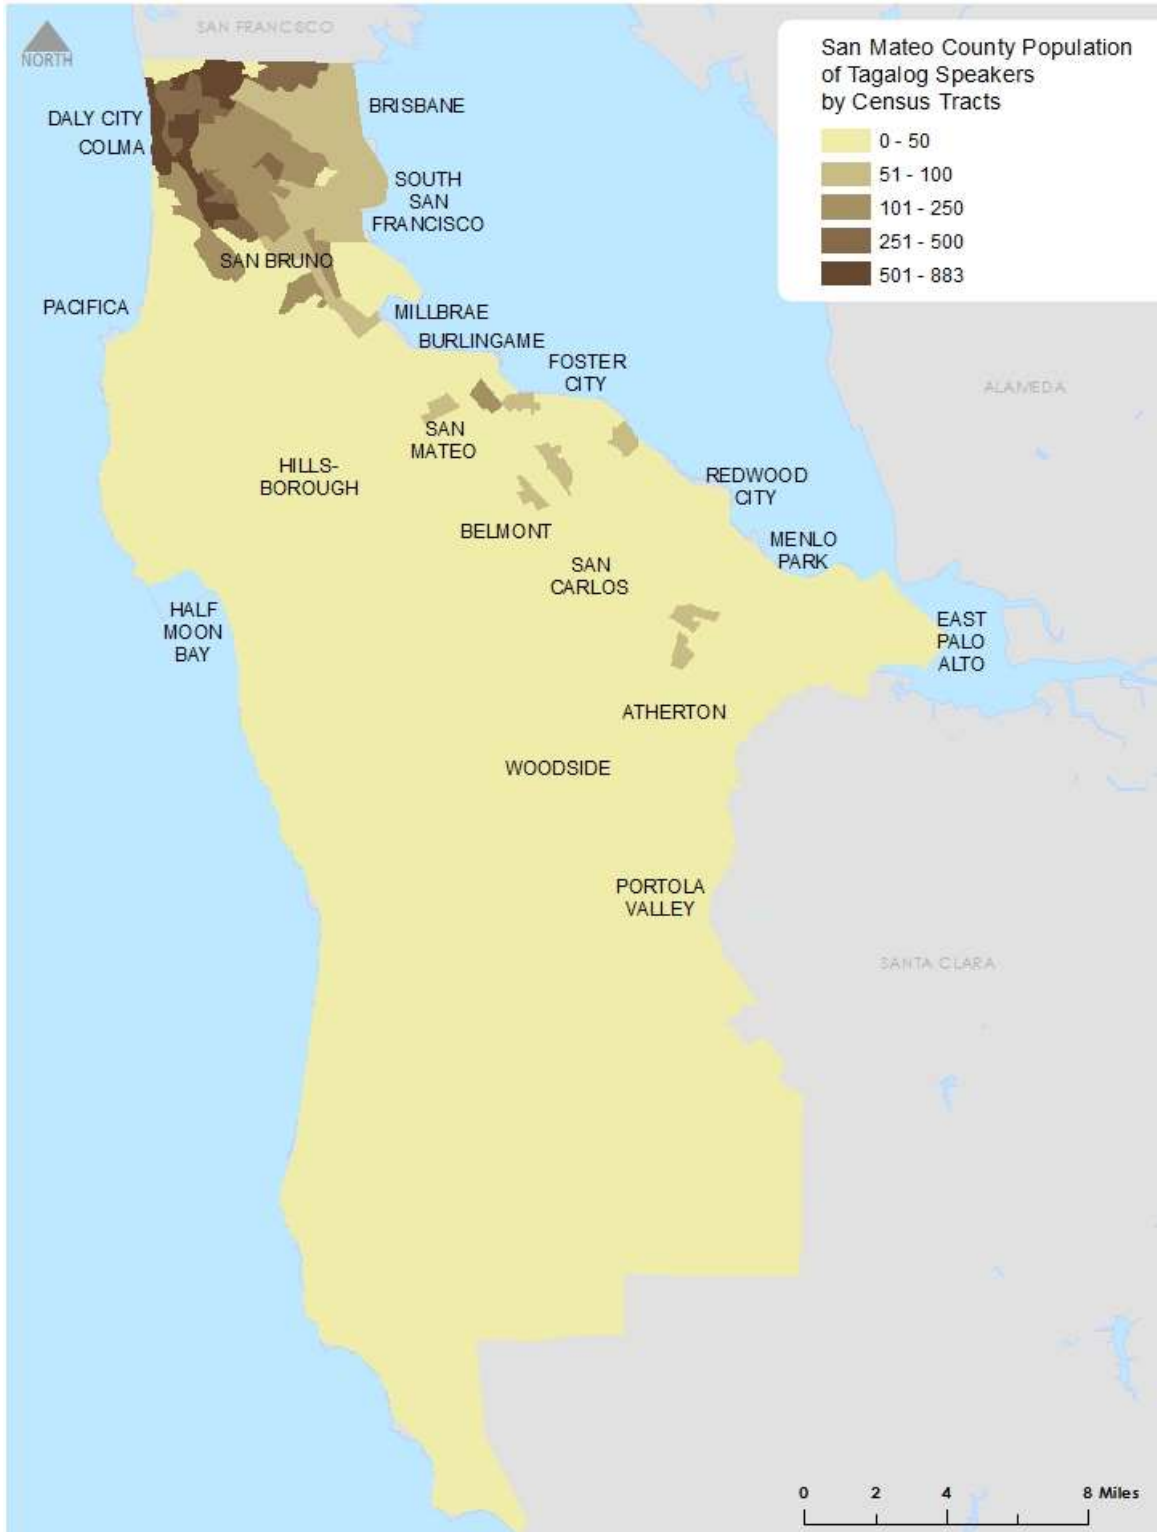 SAN FRANCISCO
NORTH
San Mateo County Population
of Tagalog Speakers
by Census Tracts
0 - 50
51 - 100
101 - 250
251 - 500
501 - 883
DALY CITY
COLMA
BRISBANE
SOUTH
SAN
FRANCISCO
SAN BRUNO
PACIFICA
MILLBRAE
BURLINGAME
FOSTER
CITY
ALAMEDA
SAN
MATEO
HILLS-
BOROUGH
REDWOOD
CITY
BELMONT
MENLO
PARK
SAN
CARLOS
HALF
MOON
BAY
EAST
PALO
ALTO
ATHERTON
WOODSIDE
PORTOLA
VALLEY
SANTA CLARA
0 2 4 8 Miles